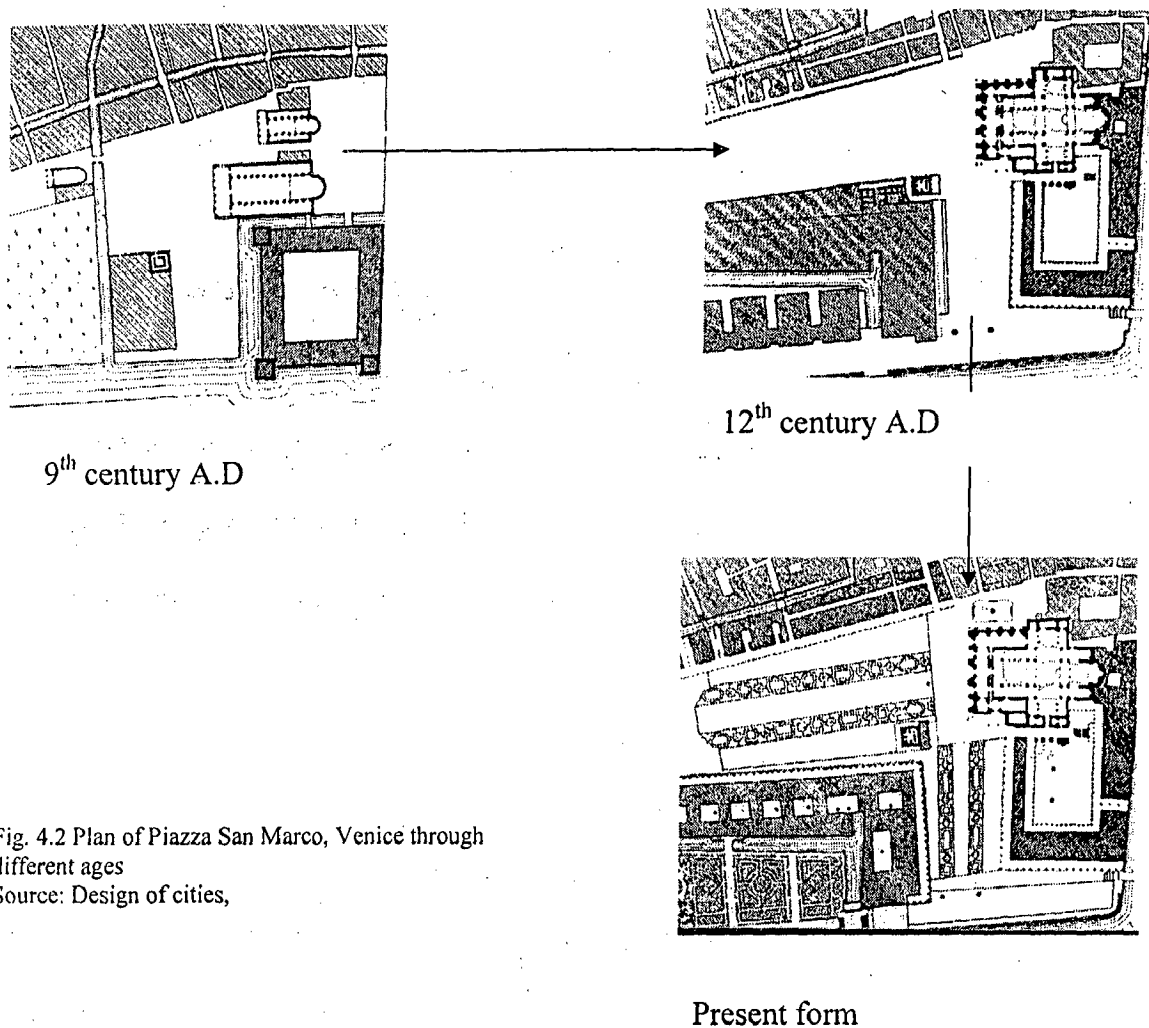 9th century A.D
12th century A.D
Fig. 4.2 Plan of Piazza San Marco, Venice through
different ages
Source: Design of cities,
Present form